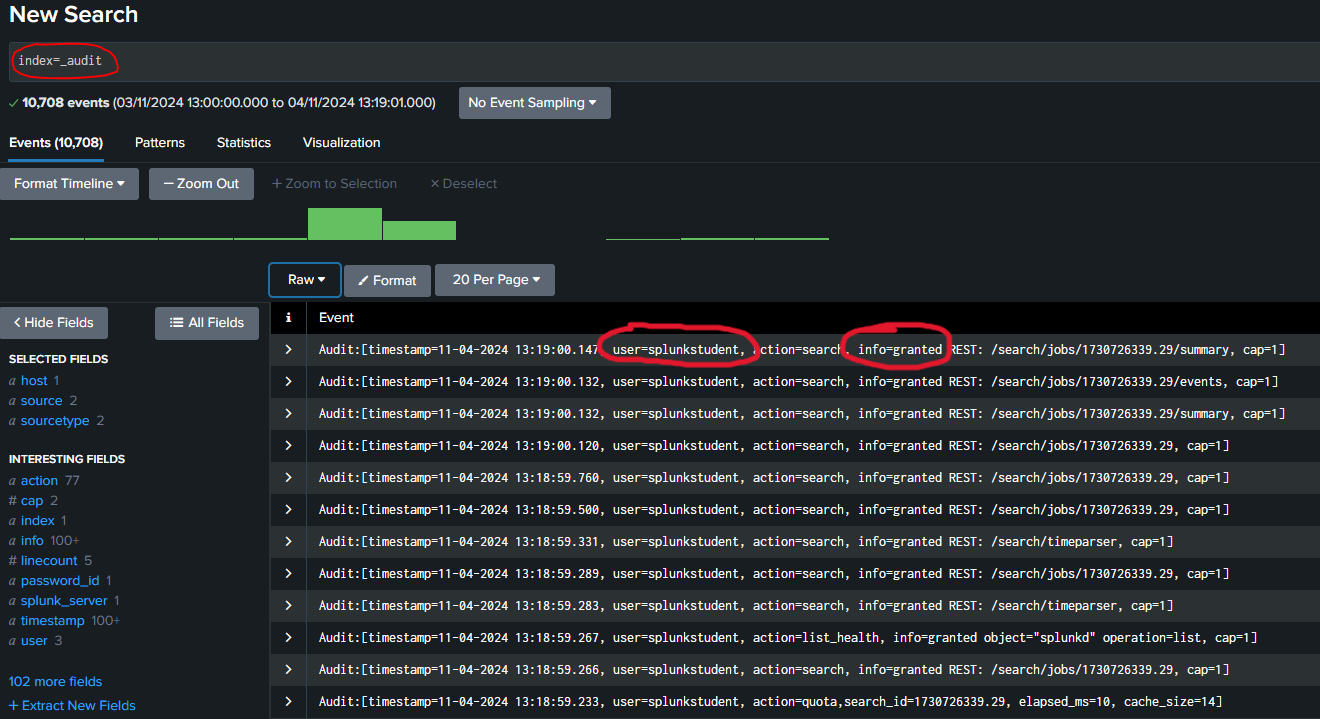 New Search
index=_audit
10,708 events (03/11/2024 13:00:00.000 to 04/11/2024 13:19:01.000)
No Event Sampling
Events (10,708)
Patterns
Statistics
Visualization
Format Timeline
— Zoom Out
+ Zoom to Selection
× Deselect
Raw
Format
20 Per Page
< Hide Fields
All Fields
i
Event
SELECTED FIELDS
a host 1
a source 2
a sourcetype 2
INTERESTING FIELDS
a action 77
# cap 2
a index 1
a info 100+
# linecount 5
a password_id 1
a splunk_server 1
a timestamp 100+
a user 3
102 more fields
+ Extract New Fields
Audit:[timestamp=11-04-2024 13:19:00.147, user=splunkstudent, action=search, info=granted REST: /search/jobs/1730726339.29/summary, cap=1]
Audit:[timestamp=11-04-2024 13:19:00.132, user=splunkstudent, action=search, info=granted REST: /search/jobs/1730726339.29/events, cap=1]
Audit:[timestamp=11-04-2024 13:19:00.132, user=splunkstudent, action=search, info=granted REST: /search/jobs/1730726339.29/summary, cap=1]
Audit:[timestamp=11-04-2024 13:19:00.120, user=splunkstudent, action=search, info=granted REST: /search/jobs/1730726339.29, cap=1]
Audit:[timestamp=11-04-2024 13:18:59.760, user=splunkstudent, action=search, info=granted REST: /search/jobs/1730726339.29, cap=1]
Audit:[timestamp=11-04-2024 13:18:59.500, user=splunkstudent, action=search, info=granted REST: /search/jobs/1730726339.29, cap=1]
Audit:[timestamp=11-04-2024 13:18:59.331, user=splunkstudent, action=search, info=granted REST: /search/timeparser, cap=1]
Audit:[timestamp=11-04-2024 13:18:59.289, user=splunkstudent, action=search, info=granted REST: /search/jobs/1730726339.29, cap=1]
Audit:[timestamp=11-04-2024 13:18:59.283, user=splunkstudent, action=search, info=granted REST: /search/timeparser, cap=1]
Audit:[timestamp=11-04-2024 13:18:59.267, user=splunkstudent, action=list_health, info=granted object="splunkd" operation=list, cap=1]
Audit:[timestamp=11-04-2024 13:18:59.266, user=splunkstudent, action=search, info=granted REST: /search/jobs/1730726339.29, cap=1]
Audit:[timestamp=11-04-2024 13:18:59.233, user=splunkstudent, action=quota,search_id=1730726339.29, elapsed_ms=10, cache_size=14]